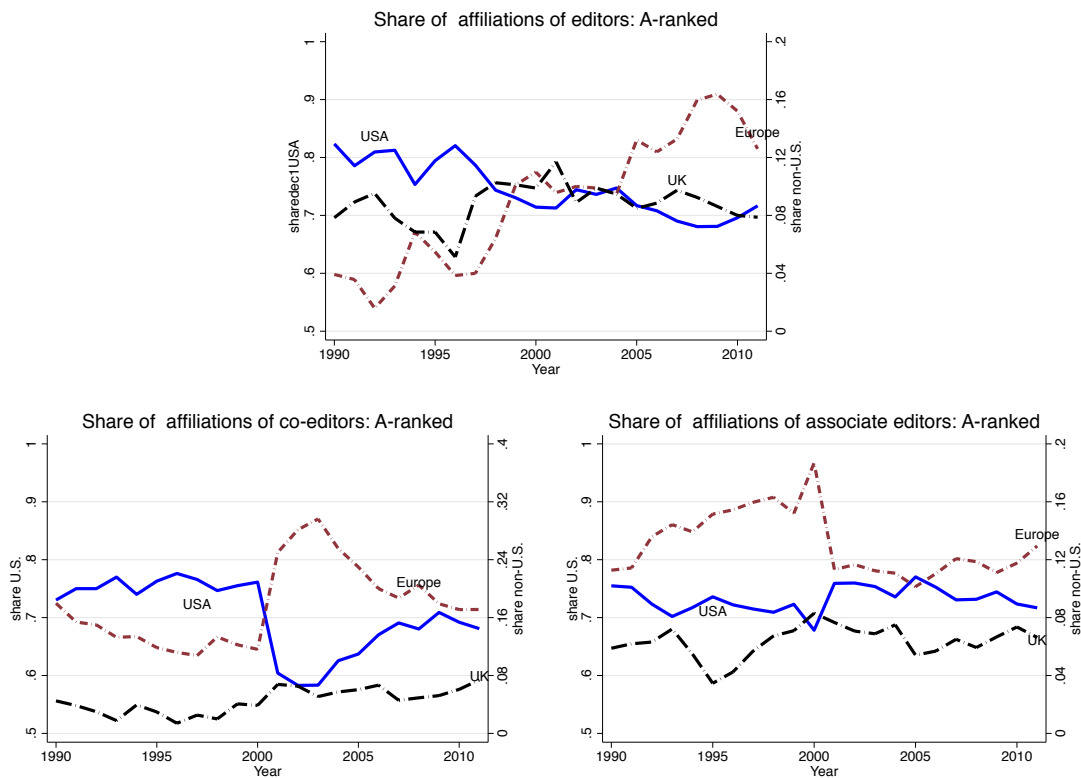 Share of affiliations of editors: A-ranked
1
.9
.8
.7
.6
.5
sharedec1USA
.2
.16
.12
.08
.04
0
share non-U.S.
USA
Europe
UK
1990 1995 2000 2005 2010
Year
Share of affiliations of co-editors: A-ranked
1
.9
.8
.7
.6
.5
share U.S.
.4
.32
.24
.16
.08
0
share non-U.S.
USA
Europe
UK
1990 1995 2000 2005 2010
Year
Share of affiliations of associate editors: A-ranked
1
.9
.8
.7
.6
.5
share U.S.
.2
.16
.12
.08
.04
0
share non-U.S.
USA
Europe
UK
1990 1995 2000 2005 2010
Year